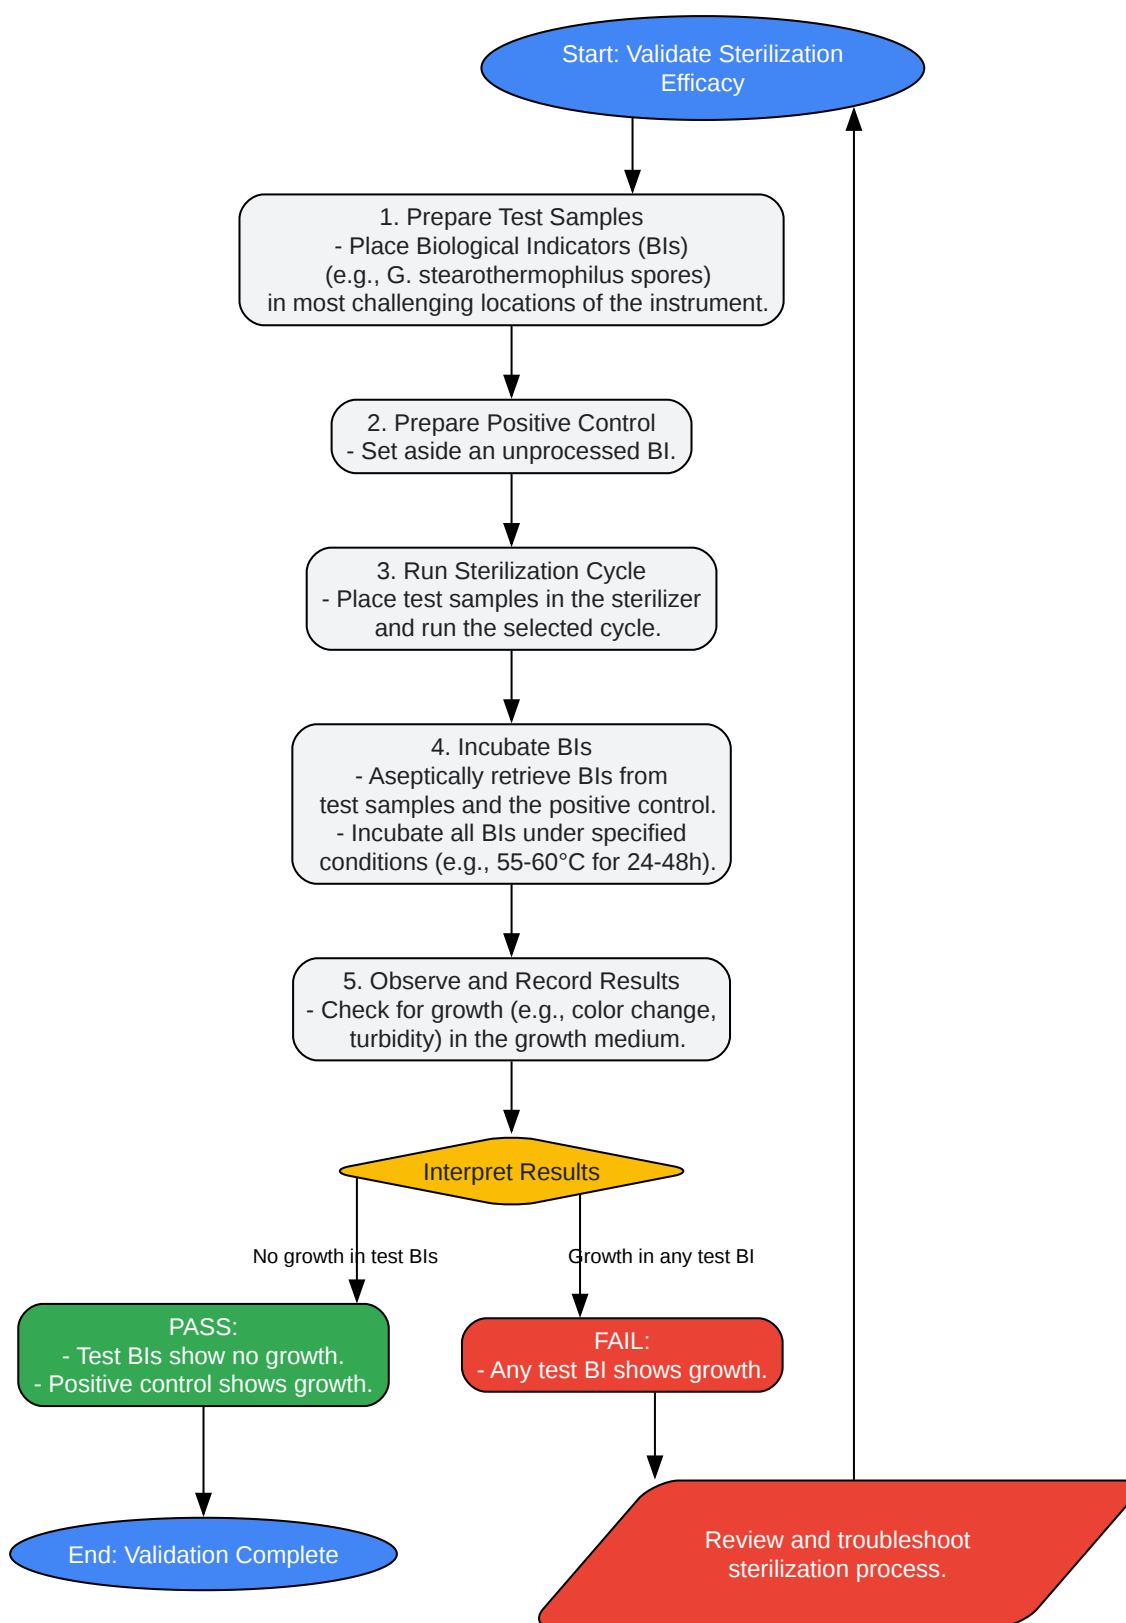 Start: Validate Sterilization
Efficacy
1. Prepare Test Samples
- Place Biological Indicators (BIs)
(e.g., G. stearothermophilus spores)
in most challenging locations of the instrument.
2. Prepare Positive Control
- Set aside an unprocessed BI.
3. Run Sterilization Cycle
- Place test samples in the sterilizer
and run the selected cycle.
4. Incubate BIs
- Aseptically retrieve BIs from
test samples and the positive control.
- Incubate all BIs under specified
conditions (e.g., 55-60°C for 24-48h).
5. Observe and Record Results
- Check for growth (e.g., color change,
turbidity) in the growth medium.
Interpret Results
No growth in test BIs
Growth in any test BI
PASS:
- Test BIs show no growth.
- Positive control shows growth.
FAIL:
- Any test BI shows growth.
End: Validation Complete
Review and troubleshoot
sterilization process.